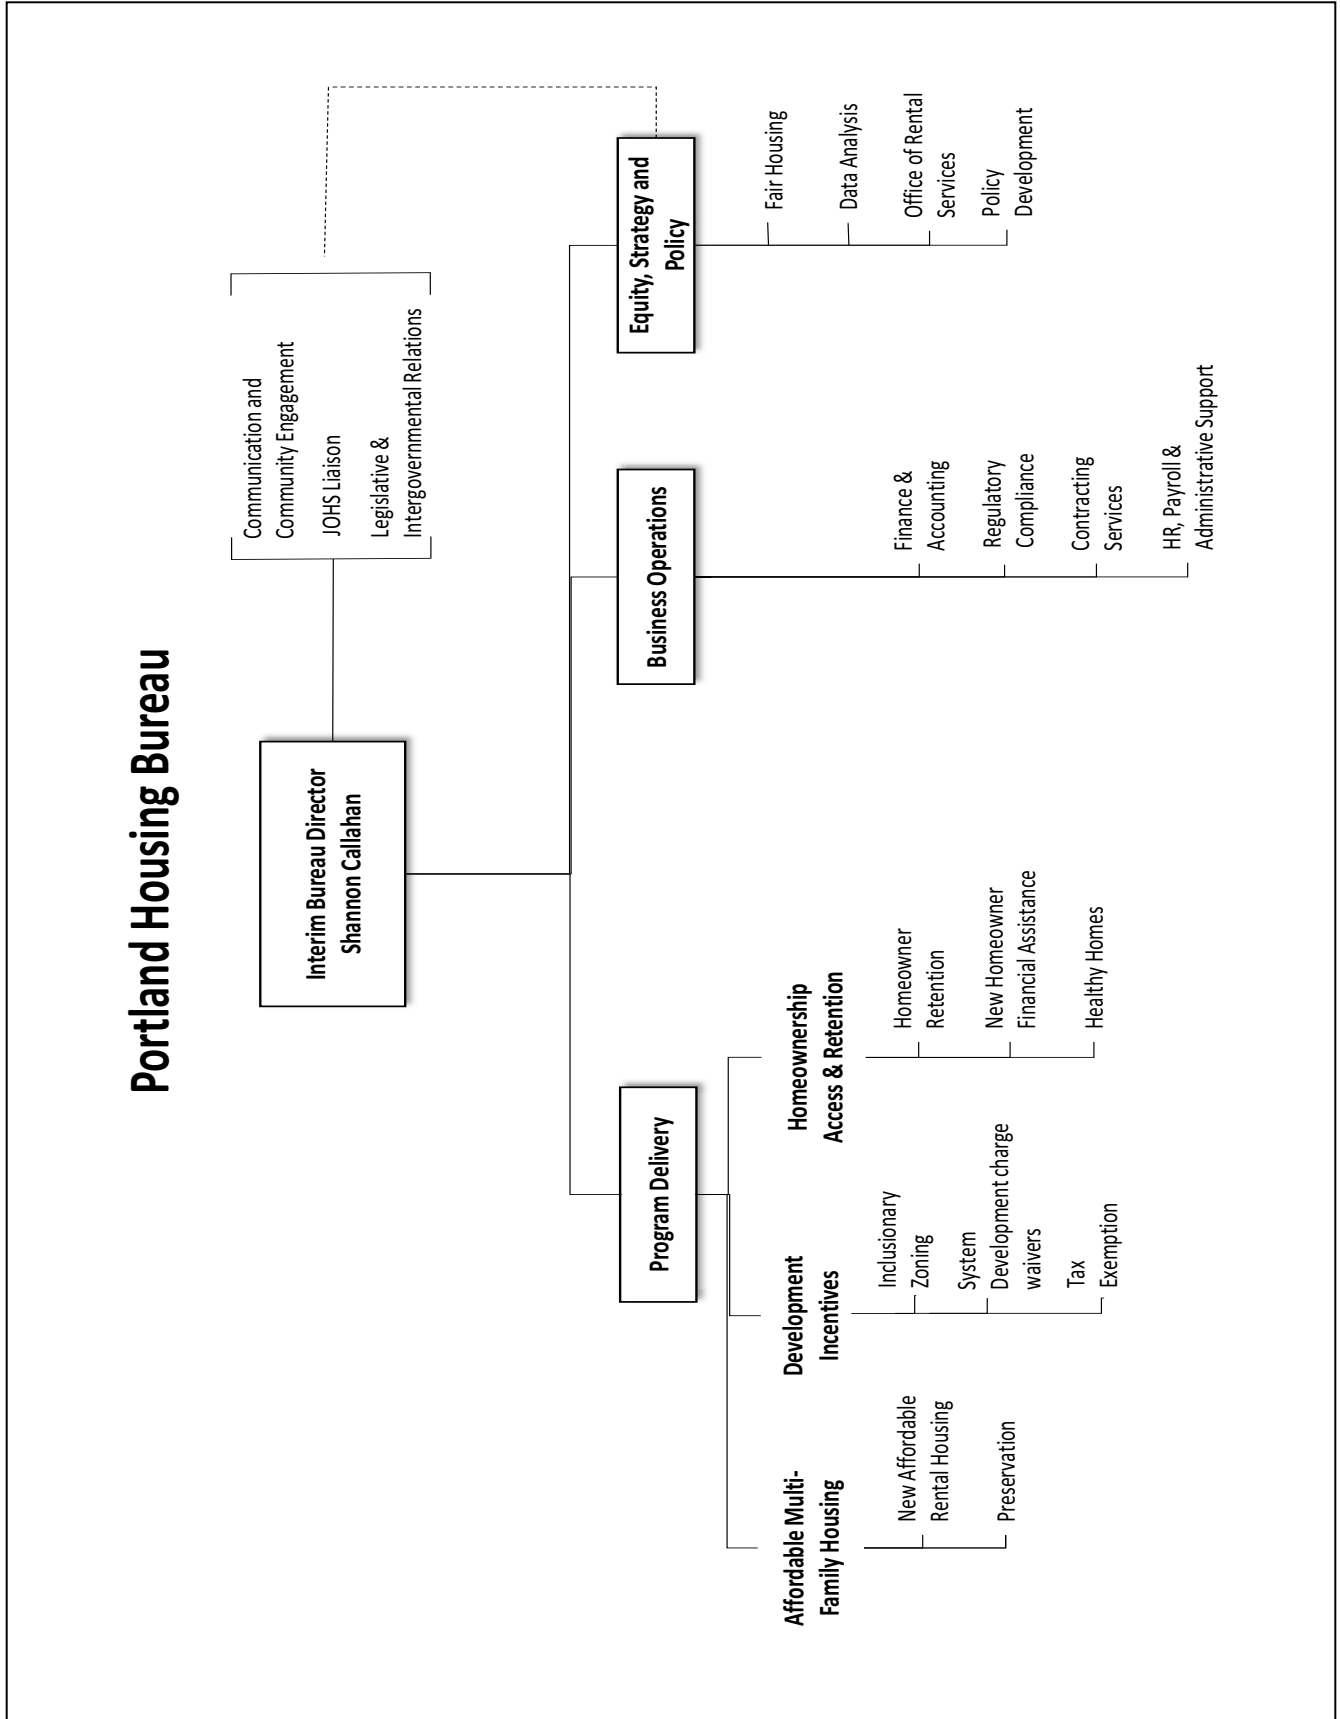 Portland Housing Bureau
Interim Bureau Director
Shannon Callahan
Communication and
Community Engagement
JOHS Liaison
Legislative &
Intergovernmental Relations
Program Delivery
Affordable Multi-
Family Housing
New Affordable
Rental Housing
Preservation
Development
Incentives
Inclusionary
Zoning
System
Development charge
waivers
Tax
Exemption
Homeownership
Access & Retention
Homeowner
Retention
New Homeowner
Financial Assistance
Healthy Homes
Business Operations
Finance &
Accounting
Regulatory
Compliance
Contracting
Services
HR, Payroll &
Administrative Support
Equity, Strategy and
Policy
Fair Housing
Data Analysis
Office of Rental
Services
Policy
Development